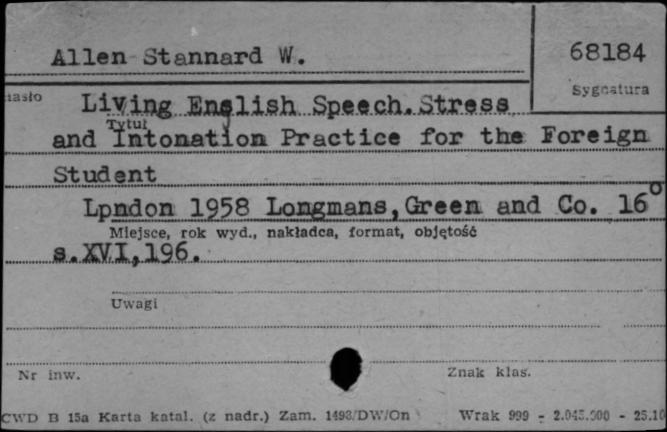 Allen Stannard W.
68184
Sygnatura
Living English Speech. Stress
Tytuł
and Intonation Practice for the Foreign
Student
Lpndon 1958 Longmans, Green and Co. 16°
Miejsce, rok wyd., nakładca, format, objętość
s. XVI, 196.
Uwagi
Nr inw.
Znak klas.
CWD B 15a Karta katal. (z nadr.) Zam. 1498/DW/On Wrak 999 - 2.045.000 - 25.10